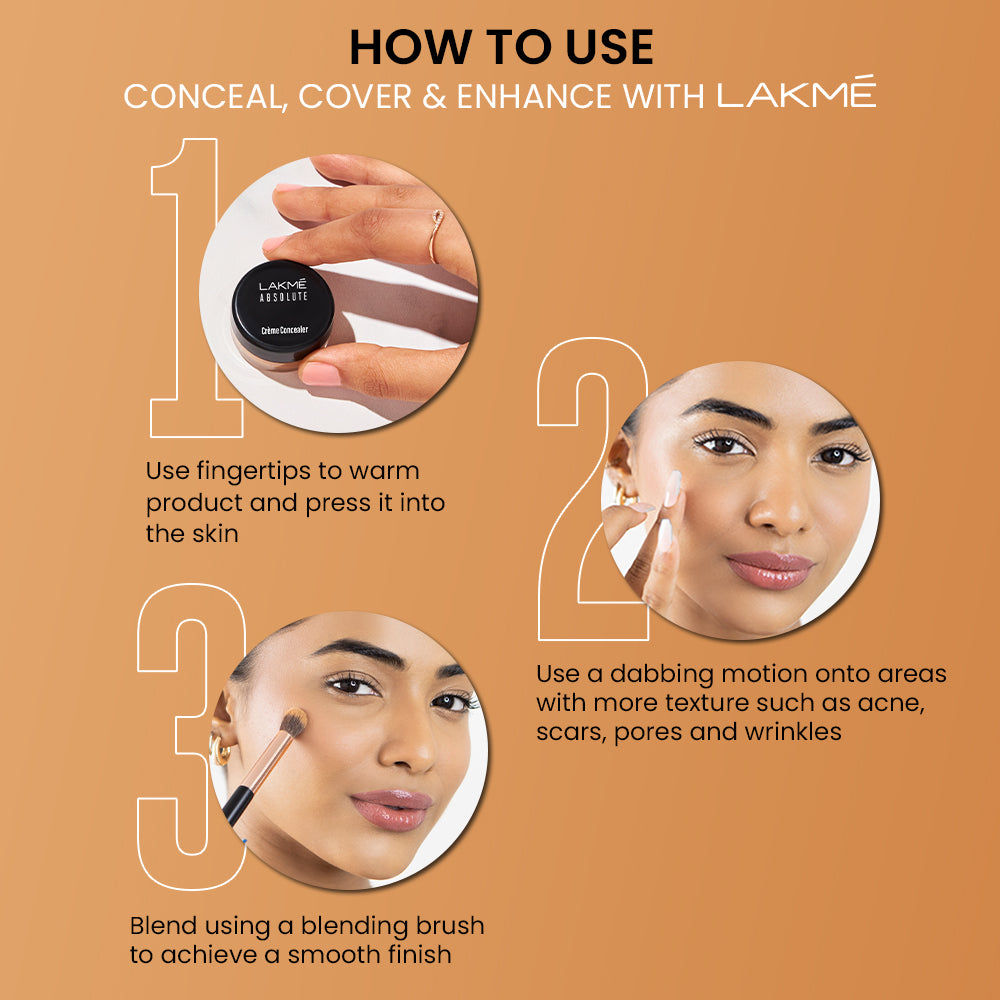 HOW TO USE
CONCEAL, COVER & ENHANCE WITH LAKMÉ
1
LAKMÉ
ABSOLUTE
Crème Concealer
Use fingertips to warm
product and press it into
the skin
2
Use a dabbing motion onto areas
with more texture such as acne,
scars, pores and wrinkles
3
Blend using a blending brush
to achieve a smooth finish